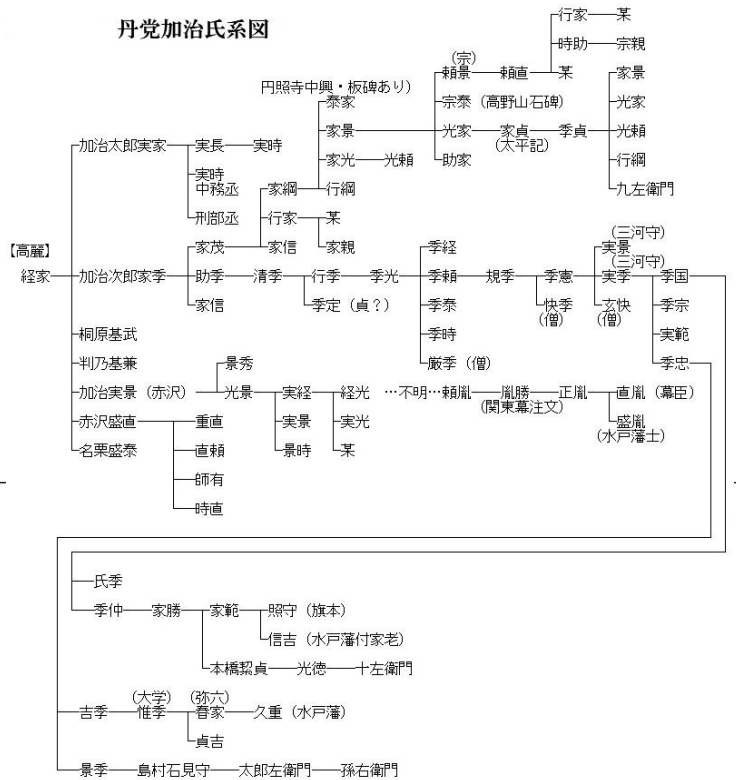 丹党加治氏系図
行家 某
時助 宗親
(宗)
頼景 頼直 某 家景
円照寺中興・板碑あり)
泰家 宗泰 (高野山石碑) 光家
家景 光家 家貞 季貞 光頼
(太平記)
加治太郎実家 実長 実時
家光 光頼 助家 行綱
実時
中務丞 家綱 行綱 九左衛門
刑部丞 行家 某
(三河守)
【高麗】 家茂 家信 家親 季経 実景
(三河守)
経家 加治次郎家季 助季 清季 行季 季光 季頼 規季 季憲 実季 季国
家信 季定 (貞?) 季泰 快季 玄快 季宗
(僧) (僧)
桐原基武 季時 実範
判乃基兼 景秀 厳季 (僧) 季忠
加治実景 (赤沢) 光景 実経 経光 …不明…頼胤 胤勝 正胤 直胤 (幕臣)
(関東幕注文)
赤沢盛直 重直 実景 実光 盛胤
(水戸藩士)
名栗盛泰 直頼 景時 某
師有
時直
氏季
季仲 家勝 家範 照守 (旗本)
信吉 (水戸藩付家老)
本橋絜貞 光徳 十左衛門
(大学) (弥六)
吉季 惟季 春家 久重 (水戸藩)
貞吉
景季 島村石見守 太郎左衛門 孫右衛門